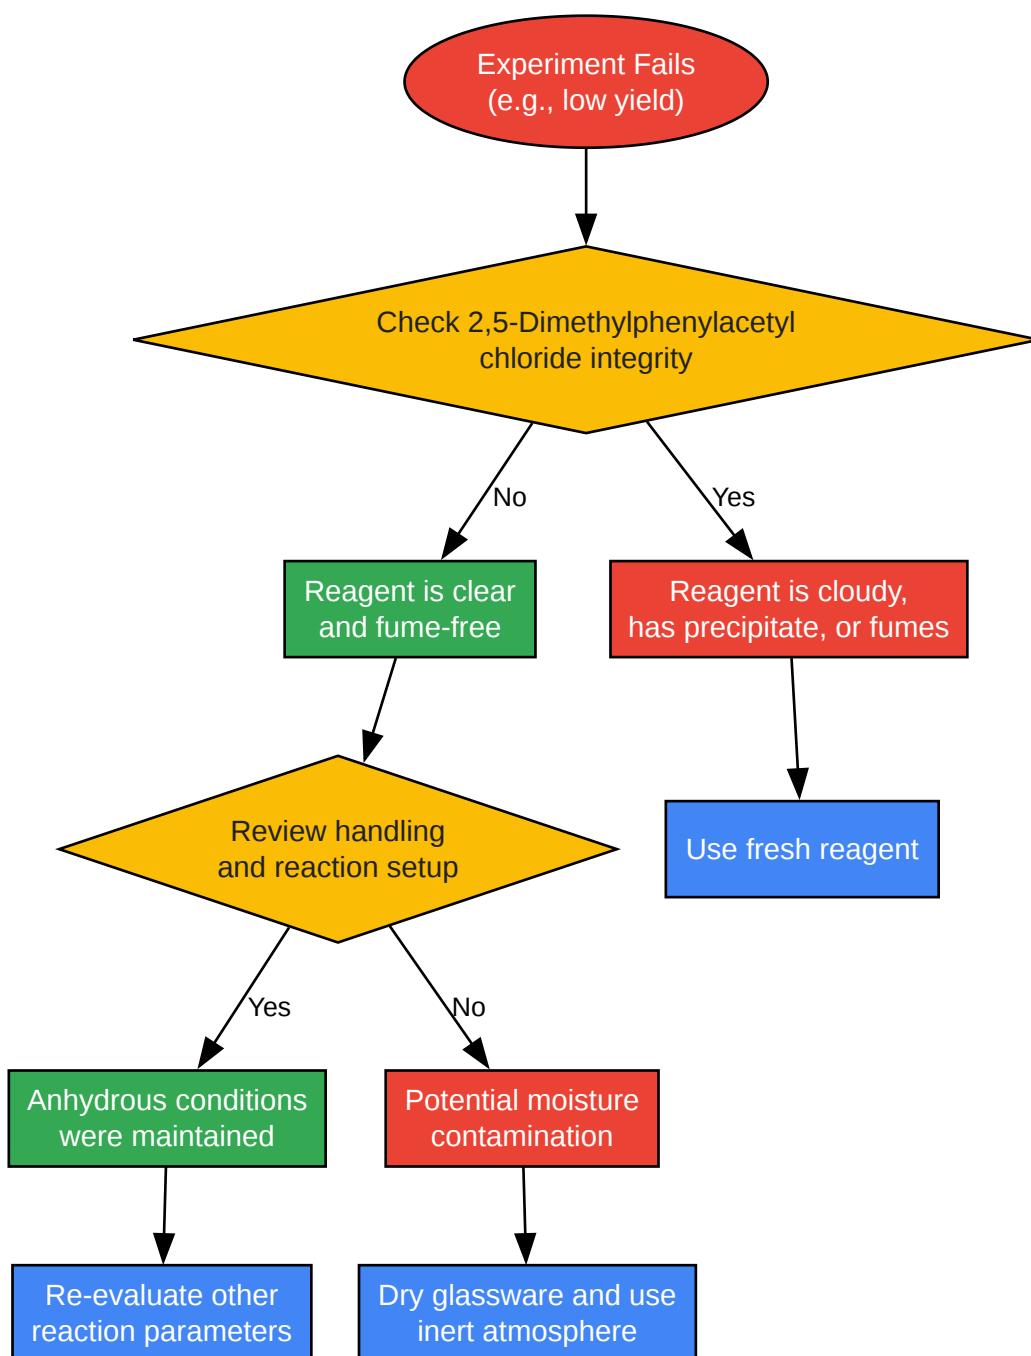 Experiment Fails
(e.g., low yield)
Check 2,5-Dimethylphenylacetyl
chloride integrity
No
Yes
Reagent is clear
and fume-free
Reagent is cloudy,
has precipitate, or fumes
Review handling
and reaction setup
Use fresh reagent
Yes
No
Anhydrous conditions
were maintained
Potential moisture
contamination
Re-evaluate other
reaction parameters
Dry glassware and use
inert atmosphere